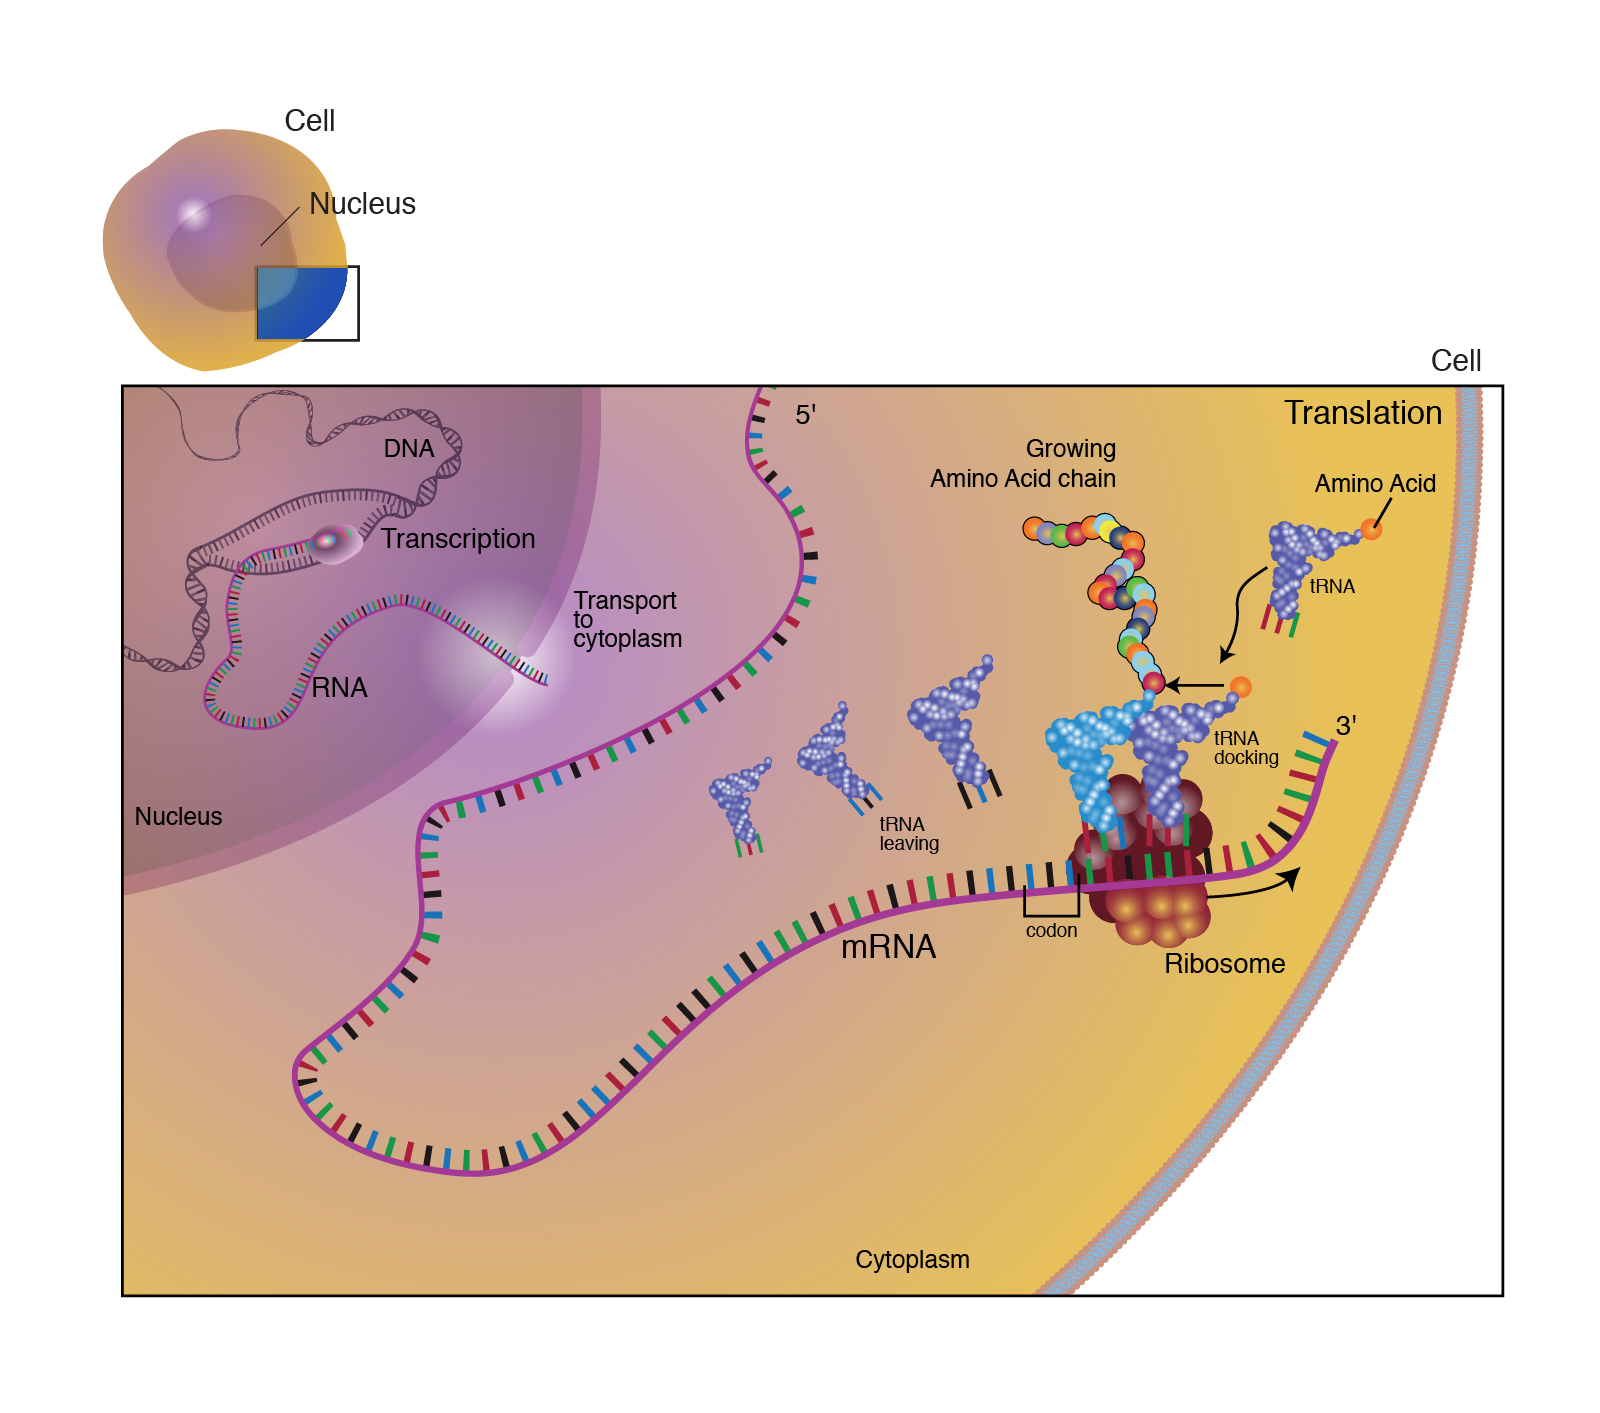 Cell
Nucleus
Cell
Translation
5'
DNA
Growing
Amino Acid chain
Amino Acid
Transcription
tRNA
Transport
to
cytoplasm
RNA
3'
tRNA
docking
Nucleus
tRNA
leaving
codon
mRNA
Ribosome
Cytoplasm